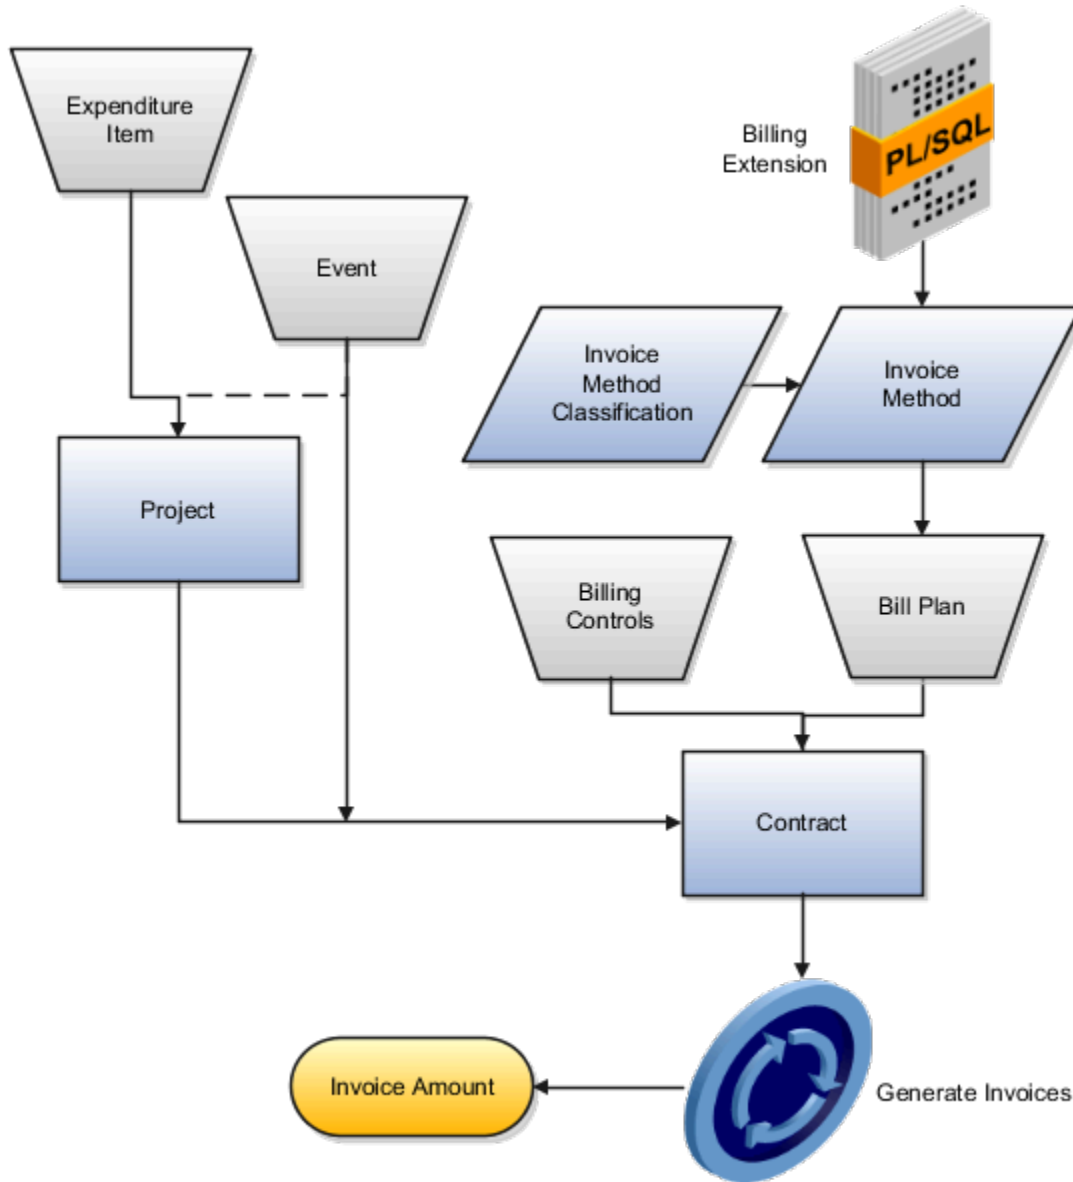 Expenditure
Item
Billing
Extension
PL/SQL
Event
Invoice
Method
Classification
Invoice
Method
Project
Billing
Controls
Bill Plan
Contract
Invoice Amount
Generate Invoices